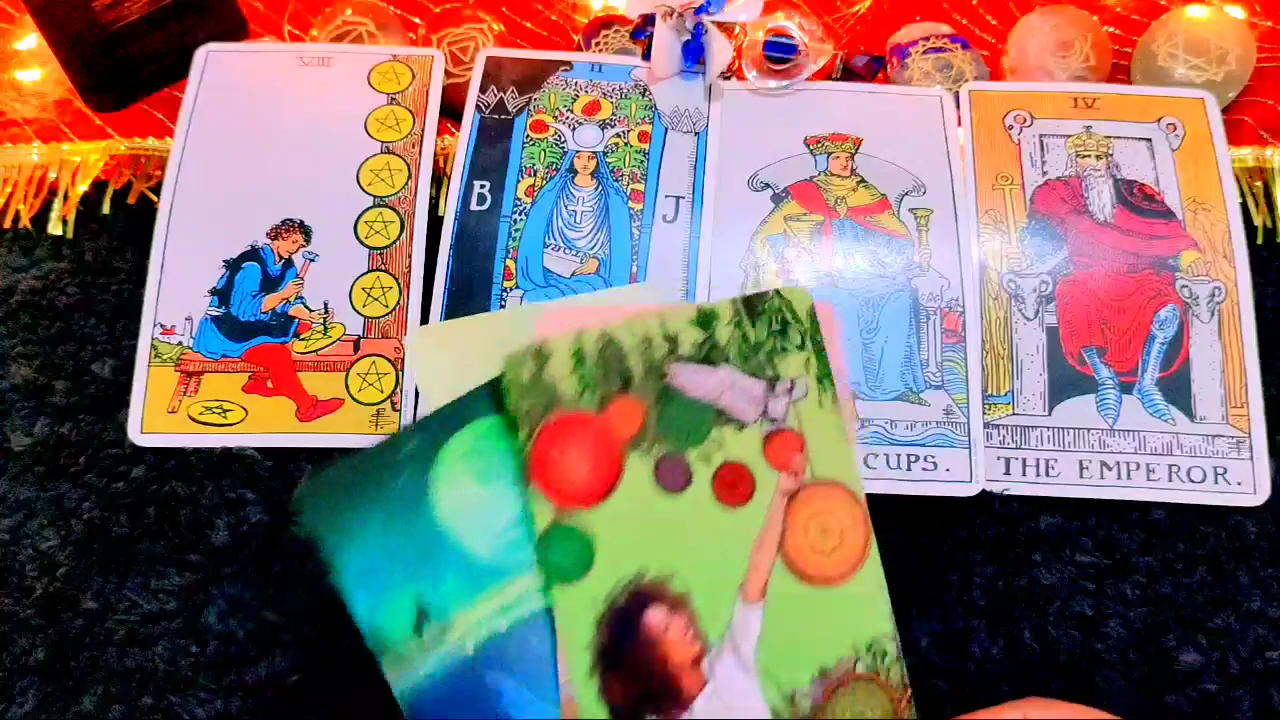 VIII
II
B
J
CUPS.
IV
THE EMPEROR.